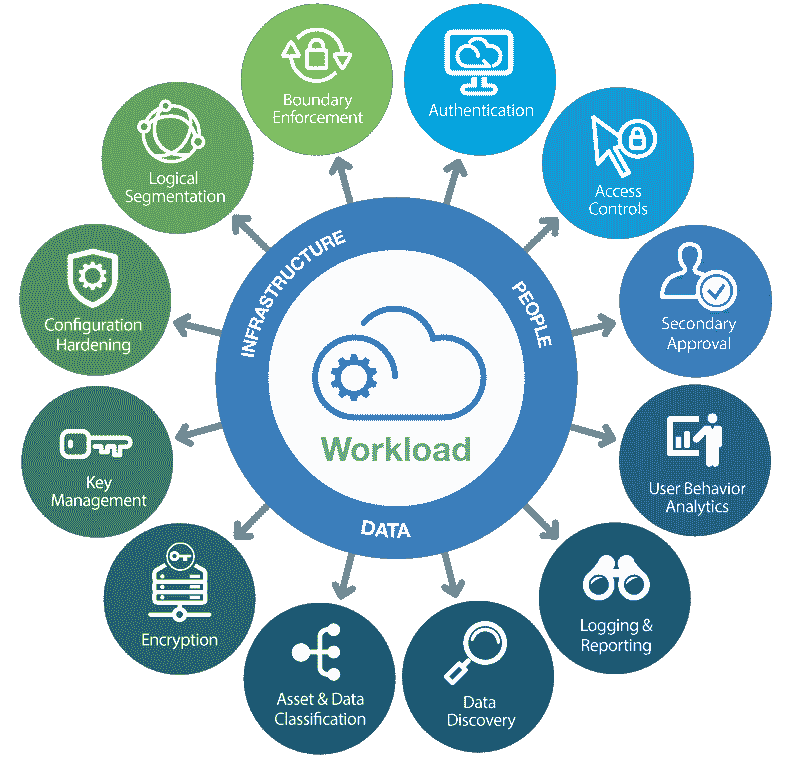 Boundary
Enforcement
Authentication
Access
Controls
Secondary
Approval
User Behavior
Analytics
Logging &
Reporting
Data
Discovery
Asset & Data
Classification
Encryption
Key
Management
Configuration
Hardening
Logical
Segmentation
INFRASTRUCTURE
PEOPLE
DATA
Workload